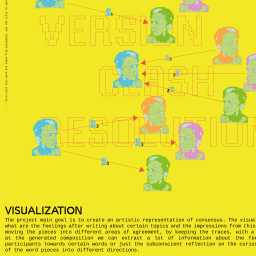 VERSION
CLASH
RESOLUTION
VISUALIZATION
The project main goal is to create an artistic representation of consensus. The visual
what are the feelings after writing about certain topics and the impressions from this
moving the pieces into different areas of agreement, by keeping the traces, with a
at the generated composition we can extract a lot of information about the fee
participants towards certain words or just the subconscient reflection on the curios
of the word pieces into different directions.